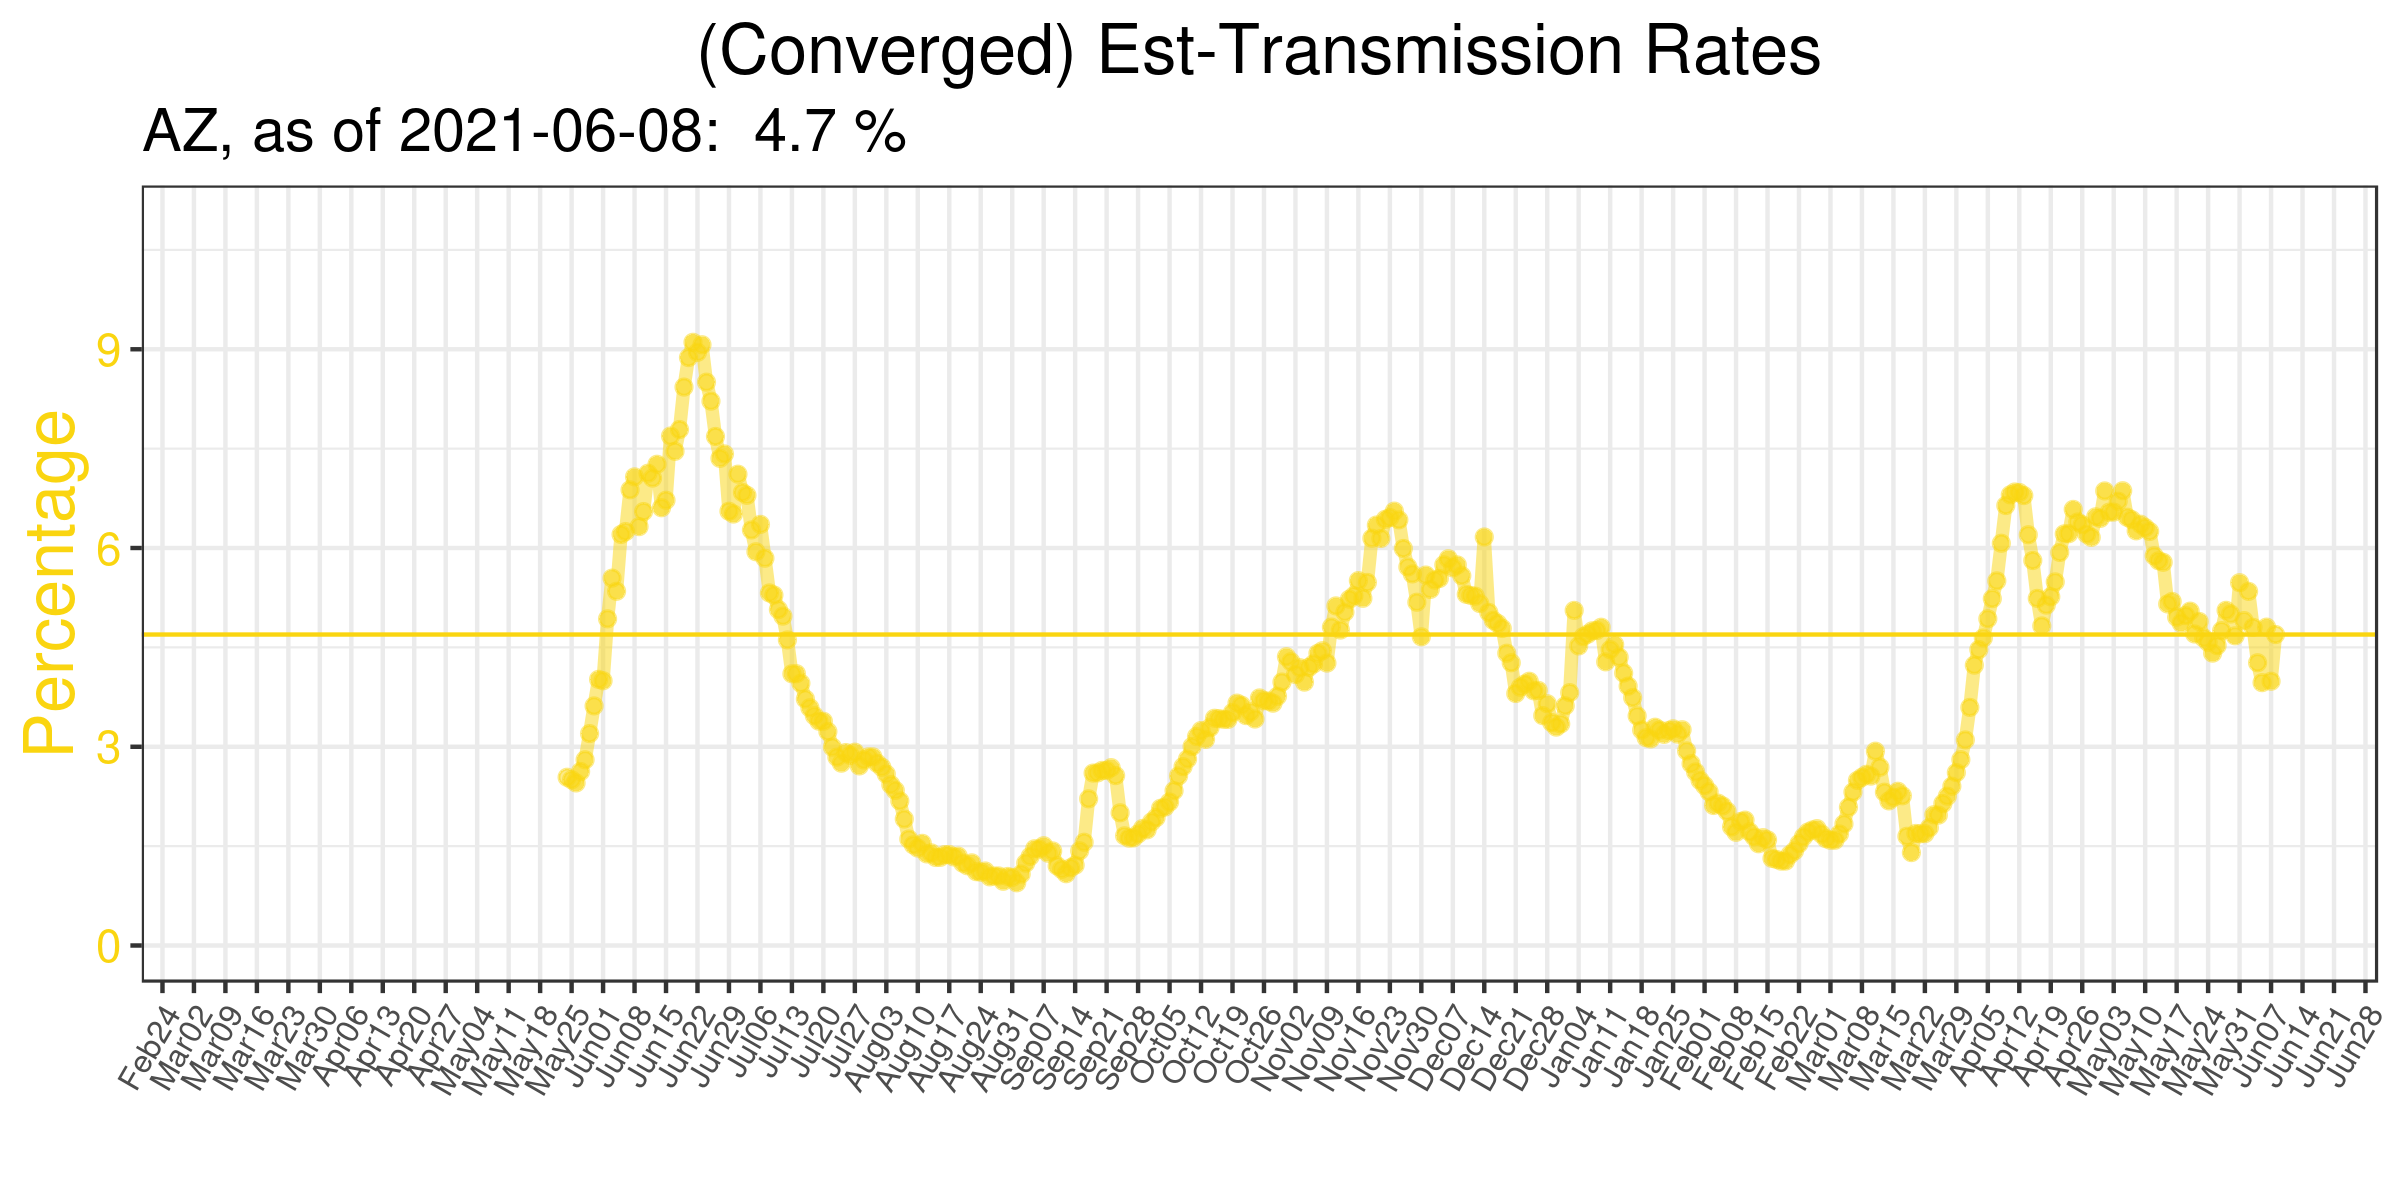 (Converged) Est-Transmission Rates
AZ, as of 2021-06-08: 4.7 %
Percentage
9
6
3
0
Feb24
Mar02
Mar09
Mar16
Mar23
Mar30
Apr06
Apr13
Apr20
Apr27
May04
May11
May18
May25
Jun01
Jun08
Jun15
Jun22
Jun29
Jul06
Jul13
Jul20
Jul27
Aug03
Aug10
Aug17
Aug24
Aug31
Sep07
Sep14
Sep21
Sep28
Oct05
Oct12
Oct19
Oct26
Nov02
Nov09
Nov16
Nov23
Nov30
Dec07
Dec14
Dec21
Dec28
Jan04
Jan11
Jan18
Jan25
Feb01
Feb08
Feb15
Feb22
Mar01
Mar08
Mar15
Mar22
Mar29
Apr05
Apr12
Apr19
Apr26
May03
May10
May17
May24
May31
Jun07
Jun14
Jun21
Jun28